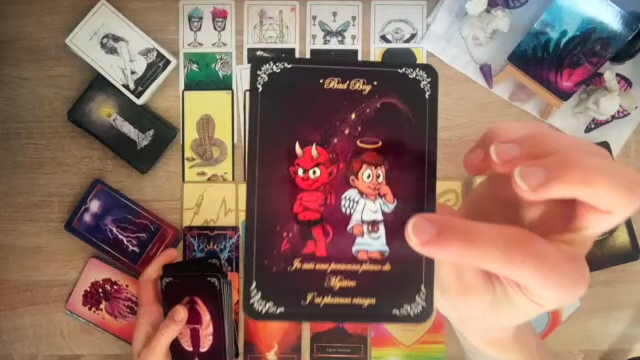 "Bad Boy"
Je suis une personne pleine de
Mystère
J'ai plusieurs visages